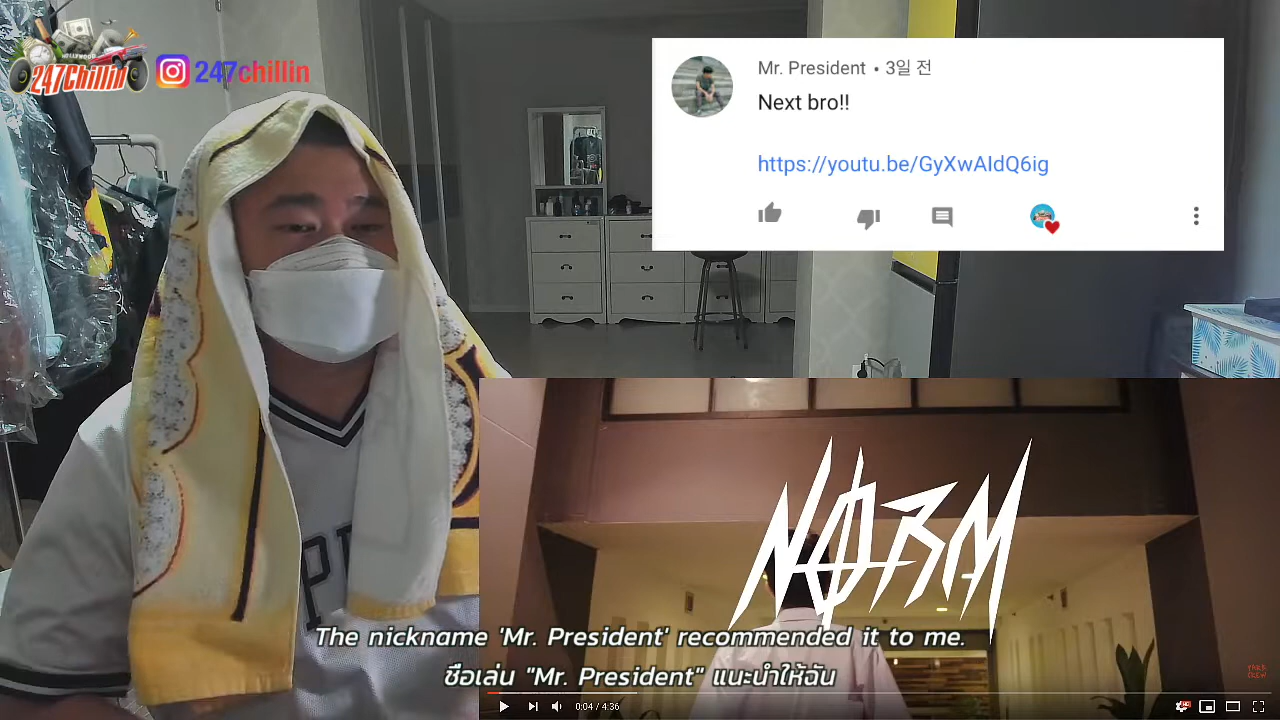 247Chillin
247chillin
Mr. President • 3일 전
Next bro!!
https://youtu.be/GyXwAIdQ6ig
NORM
The nickname 'Mr. President' recommended it to me.
ชื่อเล่น "Mr. President" แนะนำให้ฉัน
0:04 / 4:36